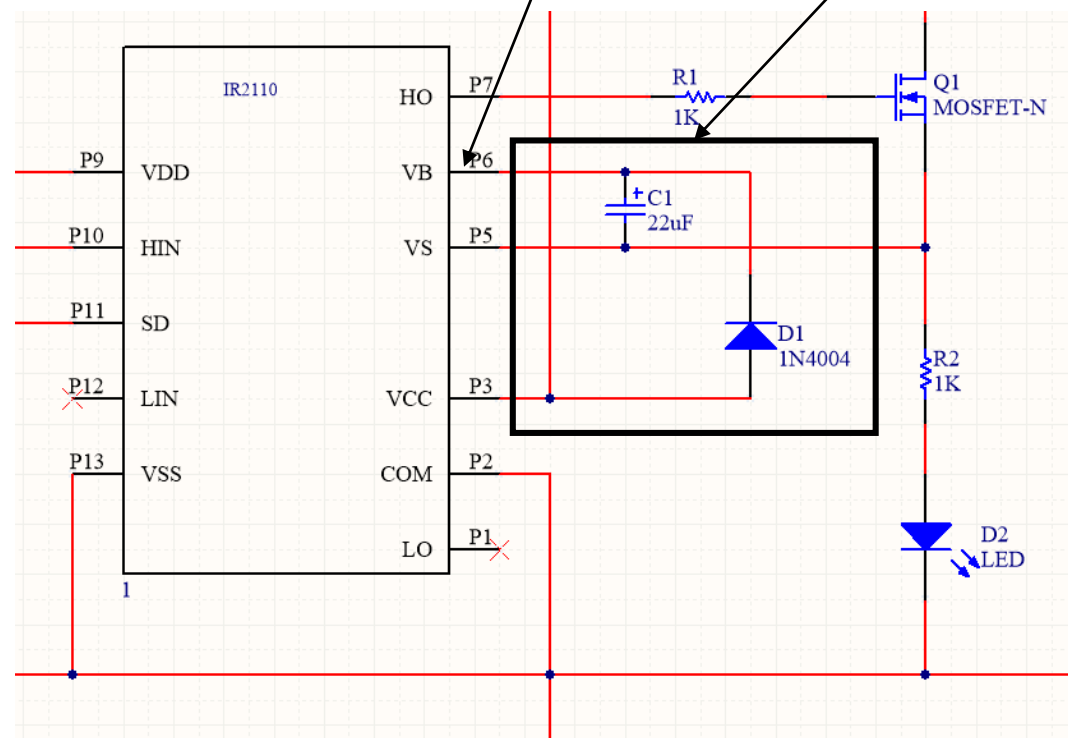 IR2110
HO
P7
R1
1K
Q1
MOSFET-N
P9
VDD
VB
P6
C1
22uF
P10
HIN
VS
P5
P11
SD
D1
1N4004
P12
LIN
VCC
P3
R2
1K
P13
VSS
COM
P2
LO
P1
D2
LED
1